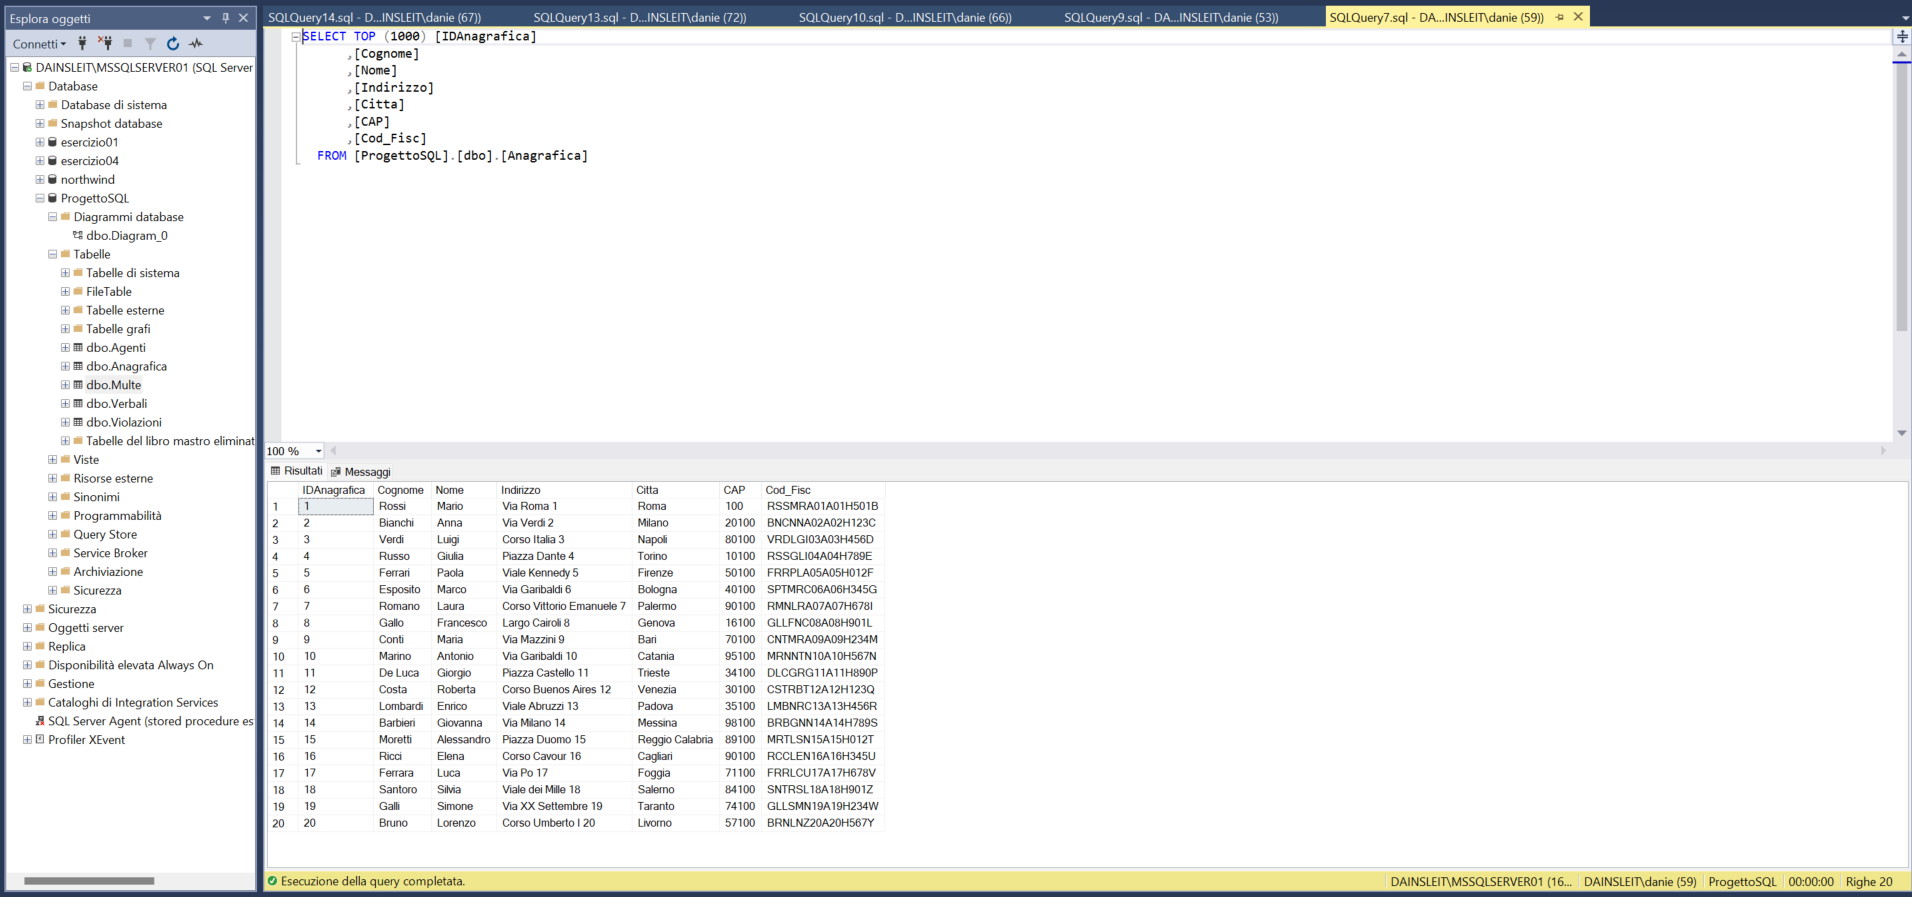 Esplora oggetti
Connetti
DAINSLEIT\MSSQLSERVER01 (SQL Server
Database
Database di sistema
Snapshot database
esercizio01
esercizio04
northwind
ProgettoSQL
Diagrammi database
dbo.Diagram_0
Tabelle
Tabelle di sistema
FileTable
Tabelle esterne
Tabelle grafi
dbo.Agenti
dbo.Anagrafica
dbo.Multe
dbo.Verbali
dbo.Violazioni
Tabelle del libro mastro eliminat
Viste
Risorse esterne
Sinonimi
Programmabilità
Query Store
Service Broker
Archiviazione
Sicurezza
Sicurezza
Oggetti server
Replica
Disponibilità elevata Always On
Gestione
Cataloghi di Integration Services
SQL Server Agent (stored procedure es
Profiler XEvent
SQLQuery14.sql - D...INSLEIT\danie (67)) SQLQuery13.sql - D...INSLEIT\danie (72)) SQLQuery10.sql - D...INSLEIT\danie (66)) SQLQuery9.sql - DA...INSLEIT\danie (53)) SQLQuery7.sql - DA...INSLEIT\danie (59))
SELECT TOP (1000) [IDAnagrafica]
,[Cognome]
,[Nome]
,[Indirizzo]
,[Citta]
,[CAP]
,[Cod_Fisc]
FROM [ProgettoSQL].[dbo].[Anagrafica]
100 %
Risultati Messaggi
IDAnagrafica Cognome Nome Indirizzo Citta CAP Cod_Fisc
1 1 Rossi Mario Via Roma 1 Roma 100 RSSMRA01A01H501B
2 2 Bianchi Anna Via Verdi 2 Milano 20100 BNCNNA02A02H123C
3 3 Verdi Luigi Corso Italia 3 Napoli 80100 VRDLGI03A03H456D
4 4 Russo Giulia Piazza Dante 4 Torino 10100 RSSGLI04A04H789E
5 5 Ferrari Paola Viale Kennedy 5 Firenze 50100 FRRPLA05A05H012F
6 6 Esposito Marco Via Garibaldi 6 Bologna 40100 SPTMRC06A06H345G
7 7 Romano Laura Corso Vittorio Emanuele 7 Palermo 90100 RMNLRA07A07H678I
8 8 Gallo Francesco Largo Cairoli 8 Genova 16100 GLLFNC08A08H901L
9 9 Conti Maria Via Mazzini 9 Bari 70100 CNTMRA09A09H234M
10 10 Marino Antonio Via Garibaldi 10 Catania 95100 MRNNTN10A10H567N
11 11 De Luca Giorgio Piazza Castello 11 Trieste 34100 DLCGRG11A11H890P
12 12 Costa Roberta Corso Buenos Aires 12 Venezia 30100 CSTRBT12A12H123Q
13 13 Lombardi Enrico Viale Abruzzi 13 Padova 35100 LMBNRC13A13H456R
14 14 Barbieri Giovanna Via Milano 14 Messina 98100 BRBGNN14A14H789S
15 15 Moretti Alessandro Piazza Duomo 15 Reggio Calabria 89100 MRTLSN15A15H012T
16 16 Ricci Elena Corso Cavour 16 Cagliari 90100 RCCLEN16A16H345U
17 17 Ferrara Luca Via Po 17 Foggia 71100 FRRLCU17A17H678V
18 18 Santoro Silvia Viale dei Mille 18 Salerno 84100 SNTRSL18A18H901Z
19 19 Galli Simone Via XX Settembre 19 Taranto 74100 GLLSMN19A19H234W
20 20 Bruno Lorenzo Corso Umberto I 20 Livorno 57100 BRNLNZ20A20H567Y
Esecuzione della query completata. DAINSLEIT\MSSQLSERVER01 (16... DAINSLEIT\danie (59) ProgettoSQL 00:00:00 Righe 20